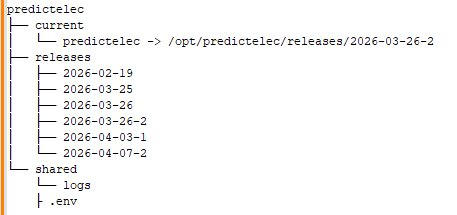 predictelec
├── current
│   └── predictelec -> /opt/predictelec/releases/2026-03-26-2
├── releases
│   ├── 2026-02-19
│   ├── 2026-03-25
│   ├── 2026-03-26
│   ├── 2026-03-26-2
│   ├── 2026-04-03-1
│   └── 2026-04-07-2
└── shared
    └── logs
    ├ .env